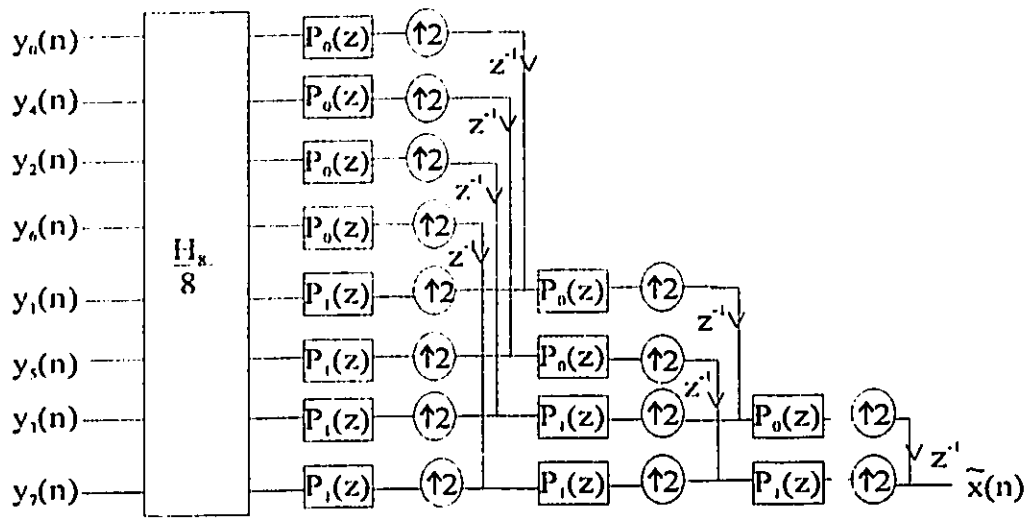 y₀(n) P₀(z) ↑2
z⁻¹
y₄(n) P₀(z) ↑2
z⁻¹
y₂(n) P₀(z) ↑2
z⁻¹
y₆(n) P₀(z) ↑2
z⁻¹
H₈
8
y₁(n) P₁(z) ↑2 P₀(z) ↑2
z⁻¹
y₅(n) P₁(z) ↑2 P₀(z) ↑2
z⁻¹
y₁(n) P₁(z) ↑2 P₁(z) ↑2 P₀(z) ↑2
z⁻¹
y₇(n) P₁(z) ↑2 P₁(z) ↑2 P₁(z) ↑2 x̃(n)